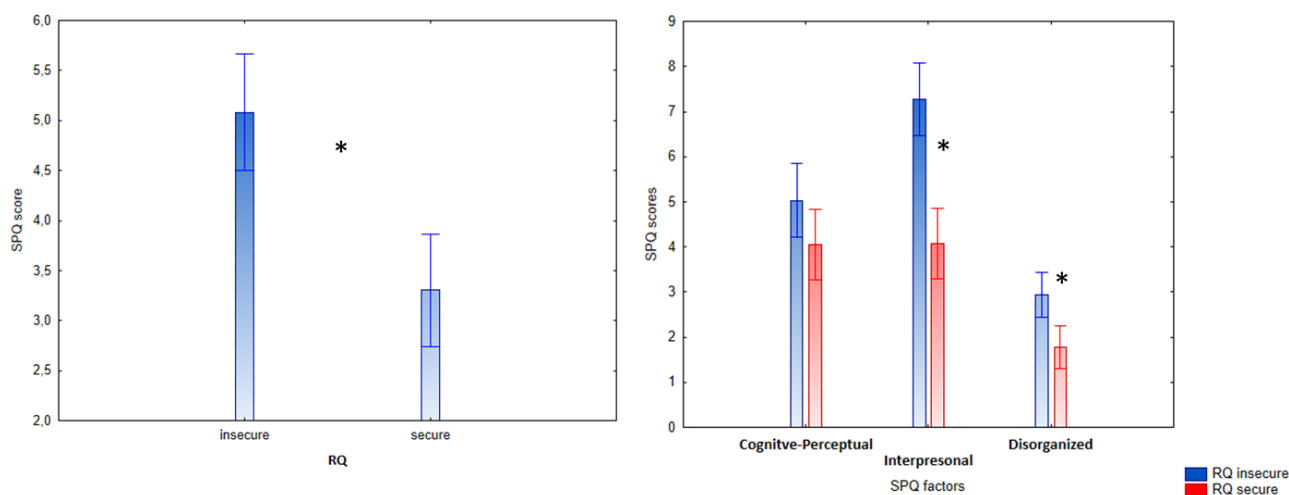 6,0
5,5
5,0
4,5
4,0
3,5
3,0
2,5
2,0
SPQ score
*
insecure
secure
RQ
9
8
7
6
5
4
3
2
1
0
SPQ scores
*
*
Cognitve-Perceptual
Interpresonal
Disorganized
SPQ factors
RQ insecure
RQ secure